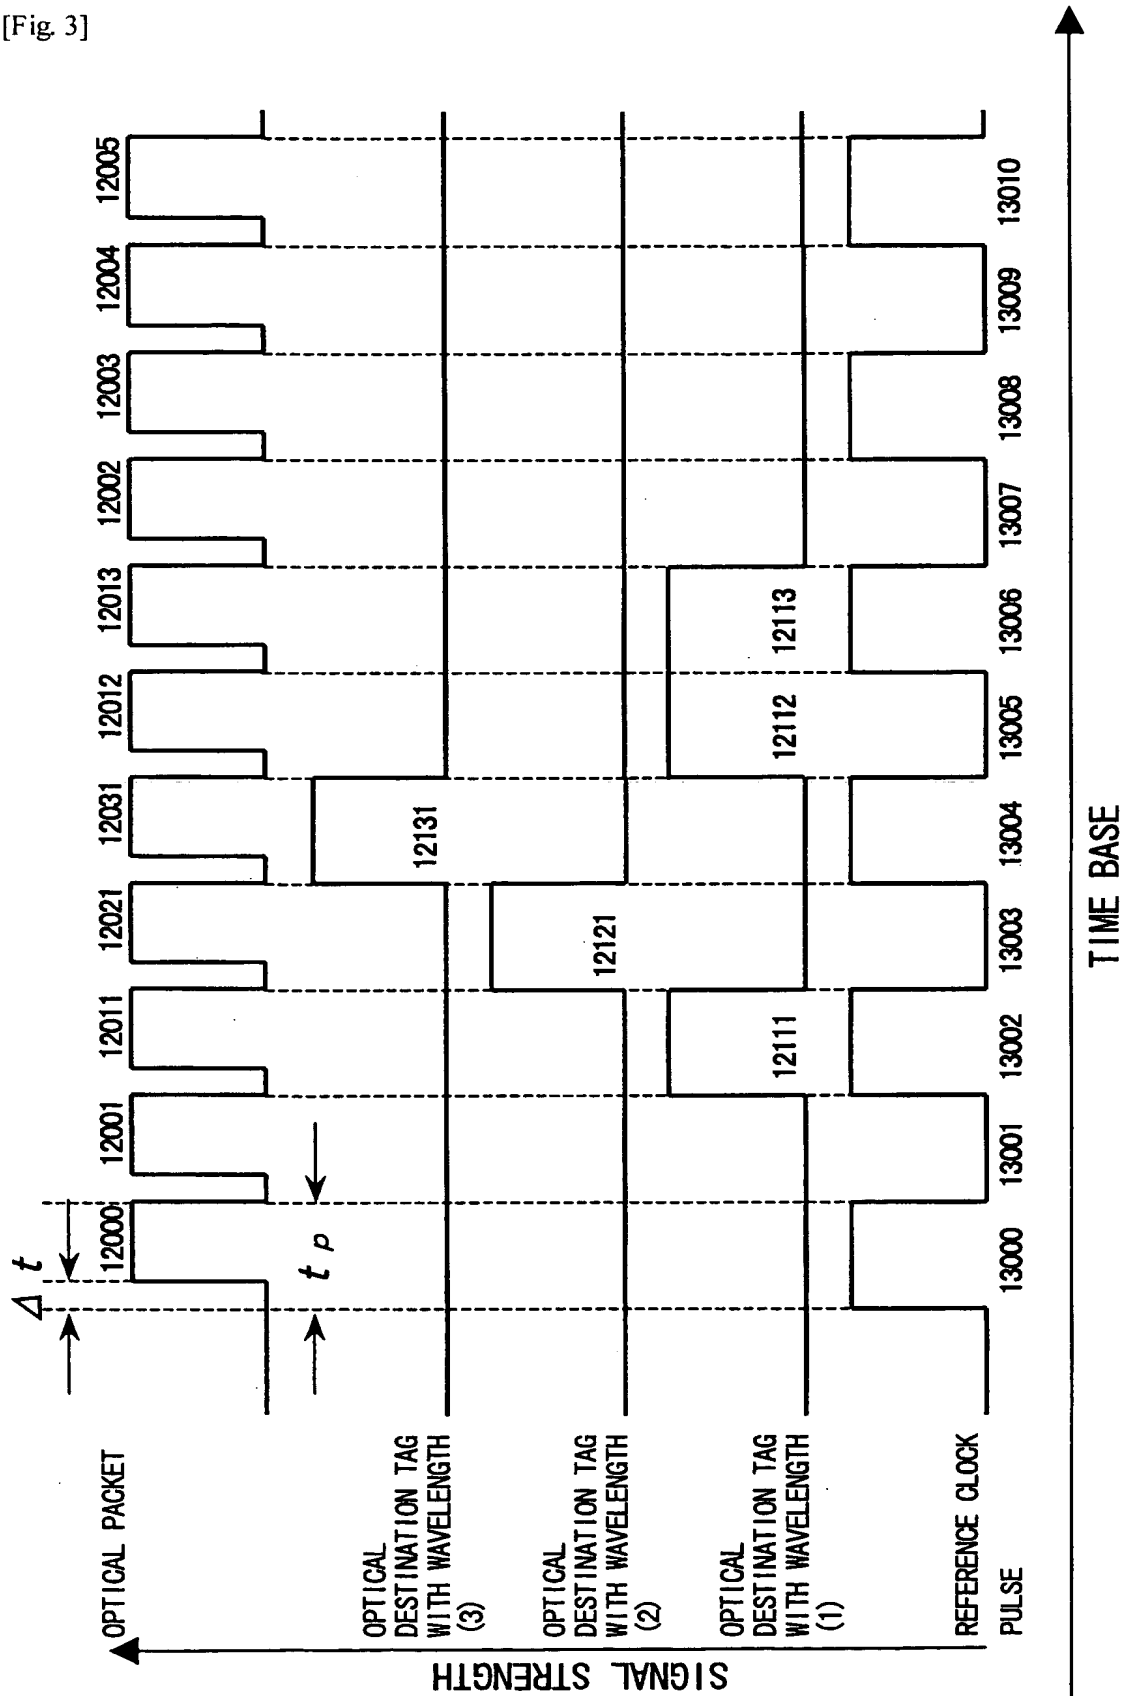 [Fig. 3]
OPTICAL PACKET
Δ t
12000
12001
12011
12021
12031
12012
12013
12002
12003
12004
12005
t p
OPTICAL
DESTINATION TAG
WITH WAVELENGTH
(3)
12131
OPTICAL
DESTINATION TAG
WITH WAVELENGTH
(2)
12121
OPTICAL
DESTINATION TAG
WITH WAVELENGTH
(1)
12111
12112
12113
REFERENCE CLOCK
PULSE
13000
13001
13002
13003
13004
13005
13006
13007
13008
13009
13010
SIGNAL STRENGTH
TIME BASE